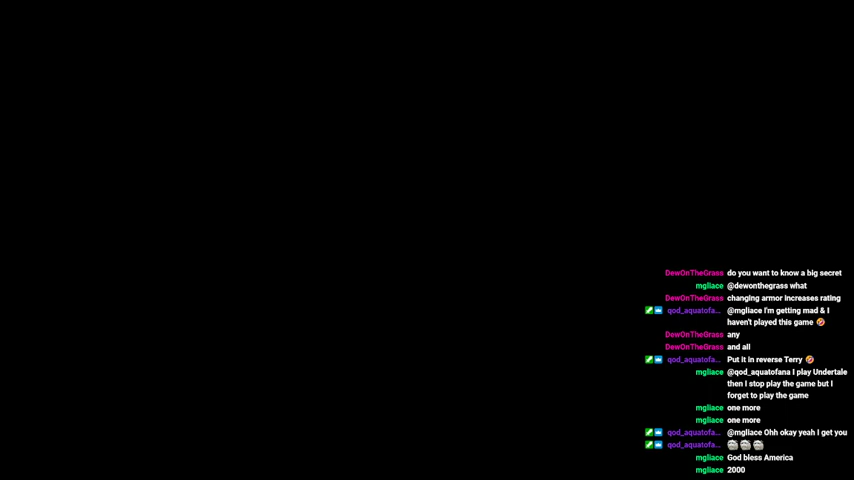 DewOnTheGrass do you want to know a big secret
mgliace @dewonthegrass what
DewOnTheGrass changing armor increases rating
qod_aquatofa... @mgliace I'm getting mad & I
haven't played this game 🤣
DewOnTheGrass any
DewOnTheGrass and all
qod_aquatofa... Put it in reverse Terry 🤣
mgliace @qod_aquatofana I play Undertale
then I stop play the game but I
forget to play the game
mgliace one more
mgliace one more
qod_aquatofa... @mgliace Ohh okay yeah I get you
qod_aquatofa...
mgliace God bless America
mgliace 2000